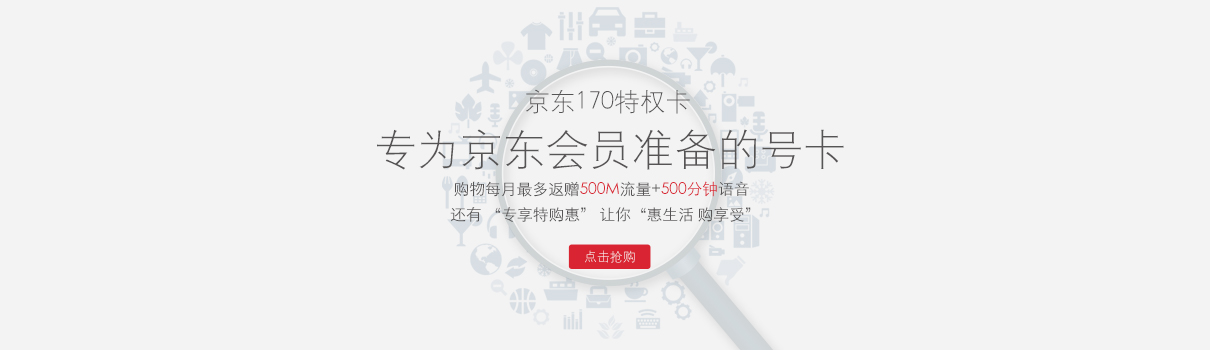 京东170特权卡
专为京东会员准备的号卡
购物每月最多返赠500M流量+500分钟语音
还有 “专享特购惠” 让你“惠生活 购享受”
点击抢购